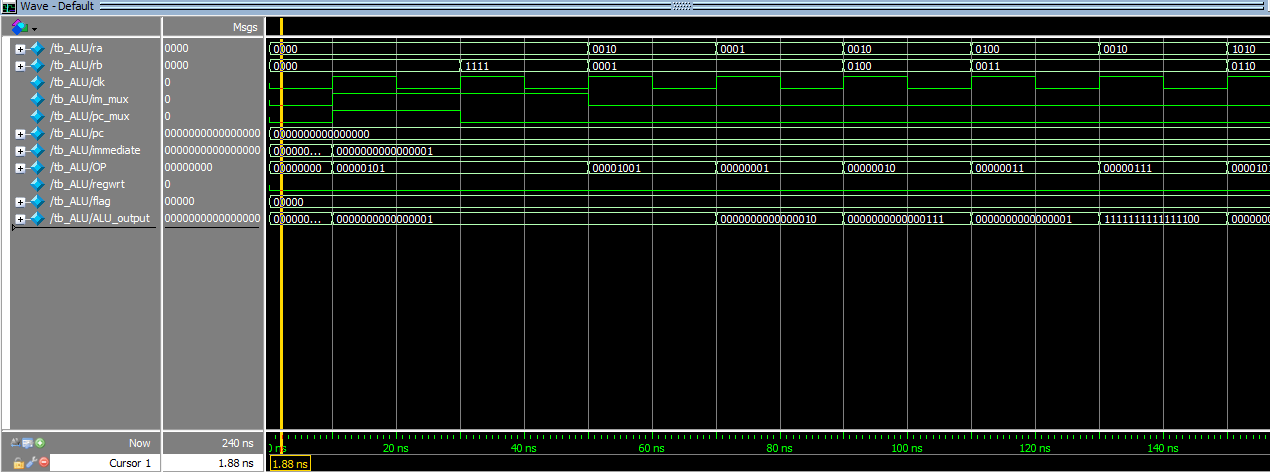 Wave - Default
Msgs
/tb_ALU/ra 0000 0000 0010 0001 0010 0100 0010 1010
/tb_ALU/rb 0000 0000 1111 0001 0100 0011 0110
/tb_ALU/clk 0
/tb_ALU/im_mux 0
/tb_ALU/pc_mux 0
/tb_ALU/pc 0000000000000000 0000000000000000
/tb_ALU/immediate 0000000000000000 000000... 0000000000000001
/tb_ALU/OP 00000000 00000000 00000101 00001001 00000001 00000010 00000011 00000111 0000101
/tb_ALU/regwrt 0
/tb_ALU/flag 00000 00000
/tb_ALU/ALU_output 0000000000000000 000000... 0000000000000001 0000000000000010 0000000000000111 0000000000000001 1111111111111100 0000000
Now 240 ns ns 20 ns 40 ns 60 ns 80 ns 100 ns 120 ns 140 ns
Cursor 1 1.88 ns 1.88 ns